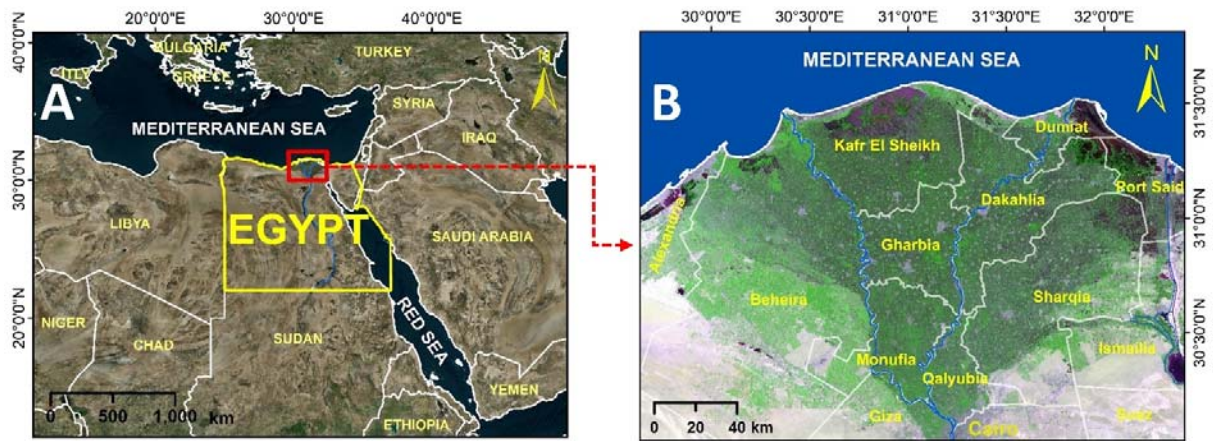 20°0'0"E 30°0'0"E 40°0'0"E
40°0'0"N
30°0'0"N
20°0'0"N
A
N
BULGARIA
ITLY
GREECE
TURKEY
SYRIA
IRAQ
MEDITERRANEAN SEA
LIBYA
EGYPT
SAUDI ARABIA
RED SEA
NIGER
CHAD
SUDAN
YEMEN
ETHIOPIA
0 500 1,000 km
30°0'0"E 30°30'0"E 31°0'0"E 31°30'0"E 32°0'0"E
31°30'0"N
31°0'0"N
30°30'0"N
MEDITERRANEAN SEA
B
N
Dumiat
Kafr El Sheikh
Port Said
Dakahlia
Alexandria
Gharbia
Beheira
Sharqia
Ismailia
Monufia
Qalyubia
Giza
Suez
Cairo
0 20 40 km